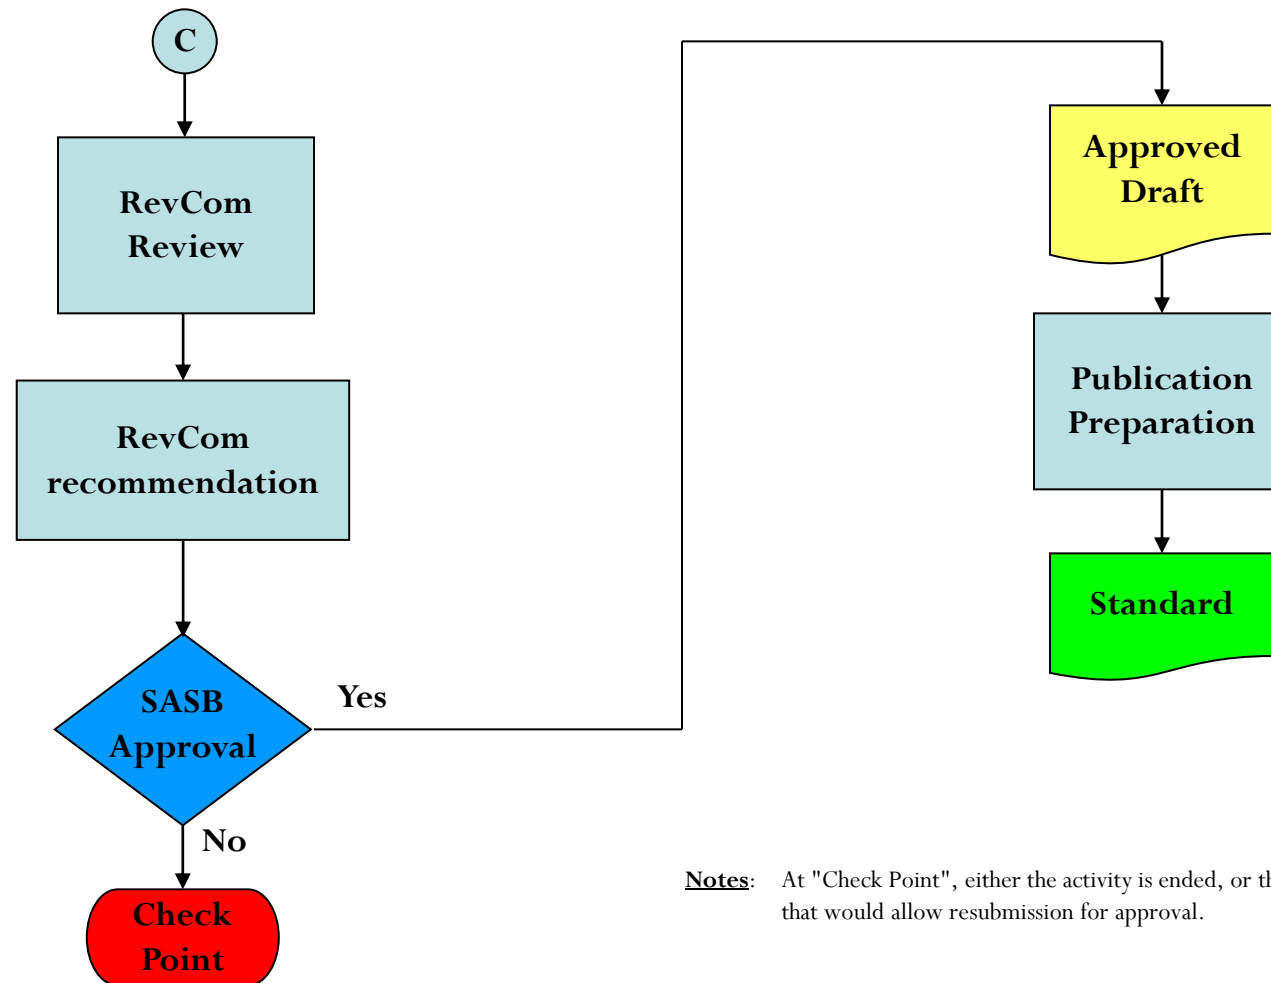 C
RevCom
Review
RevCom
recommendation
SASB
Approval
Yes
No
Check
Point
Approved
Draft
Publication
Preparation
Standard
Notes: At "Check Point", either the activity is ended, or
that would allow resubmission for approval.